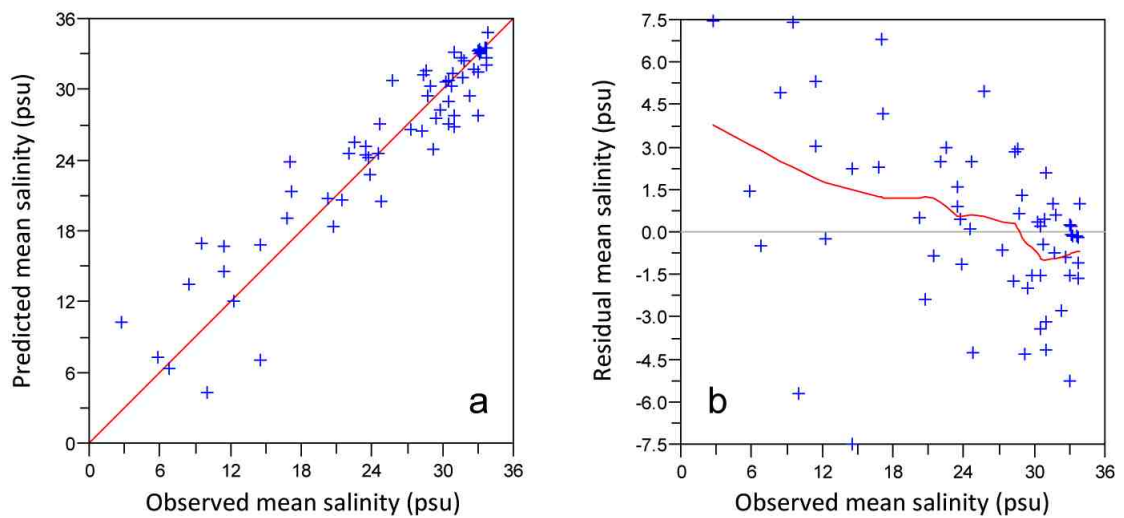 36
30
24
18
12
6
0
Predicted mean salinity (psu)
a
0 6 12 18 24 30 36
Observed mean salinity (psu)
7.5
4.5
3.0
1.5
0.0
-1.5
-3.0
-4.5
-6.0
-7.5
Residual mean salinity (psu)
b
0 6 12 18 24 30 36
Observed mean salinity (psu)